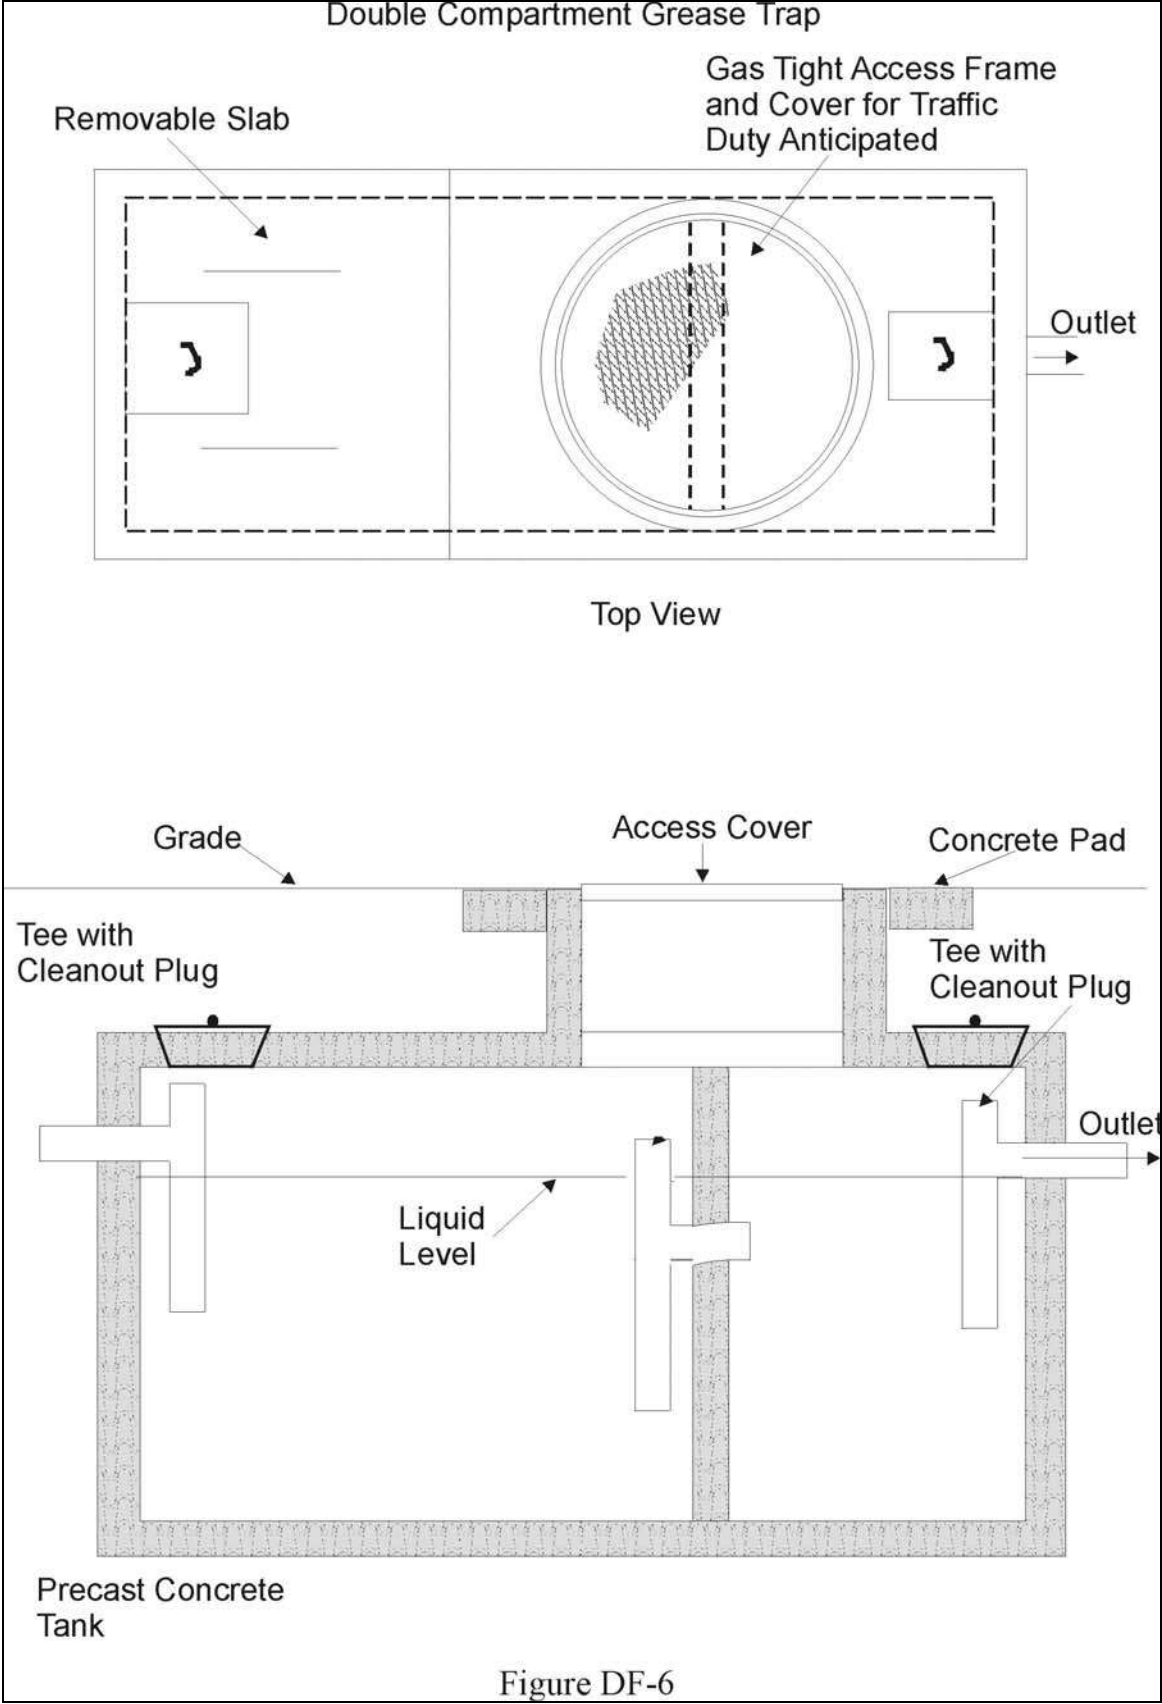 Double Compartment Grease Trap
Gas Tight Access Frame
and Cover for Traffic
Duty Anticipated
Removable Slab
Outlet
Top View
Grade
Access Cover
Concrete Pad
Tee with
Cleanout Plug
Tee with
Cleanout Plug
Outlet
Liquid
Level
Precast Concrete
Tank
Figure DF-6